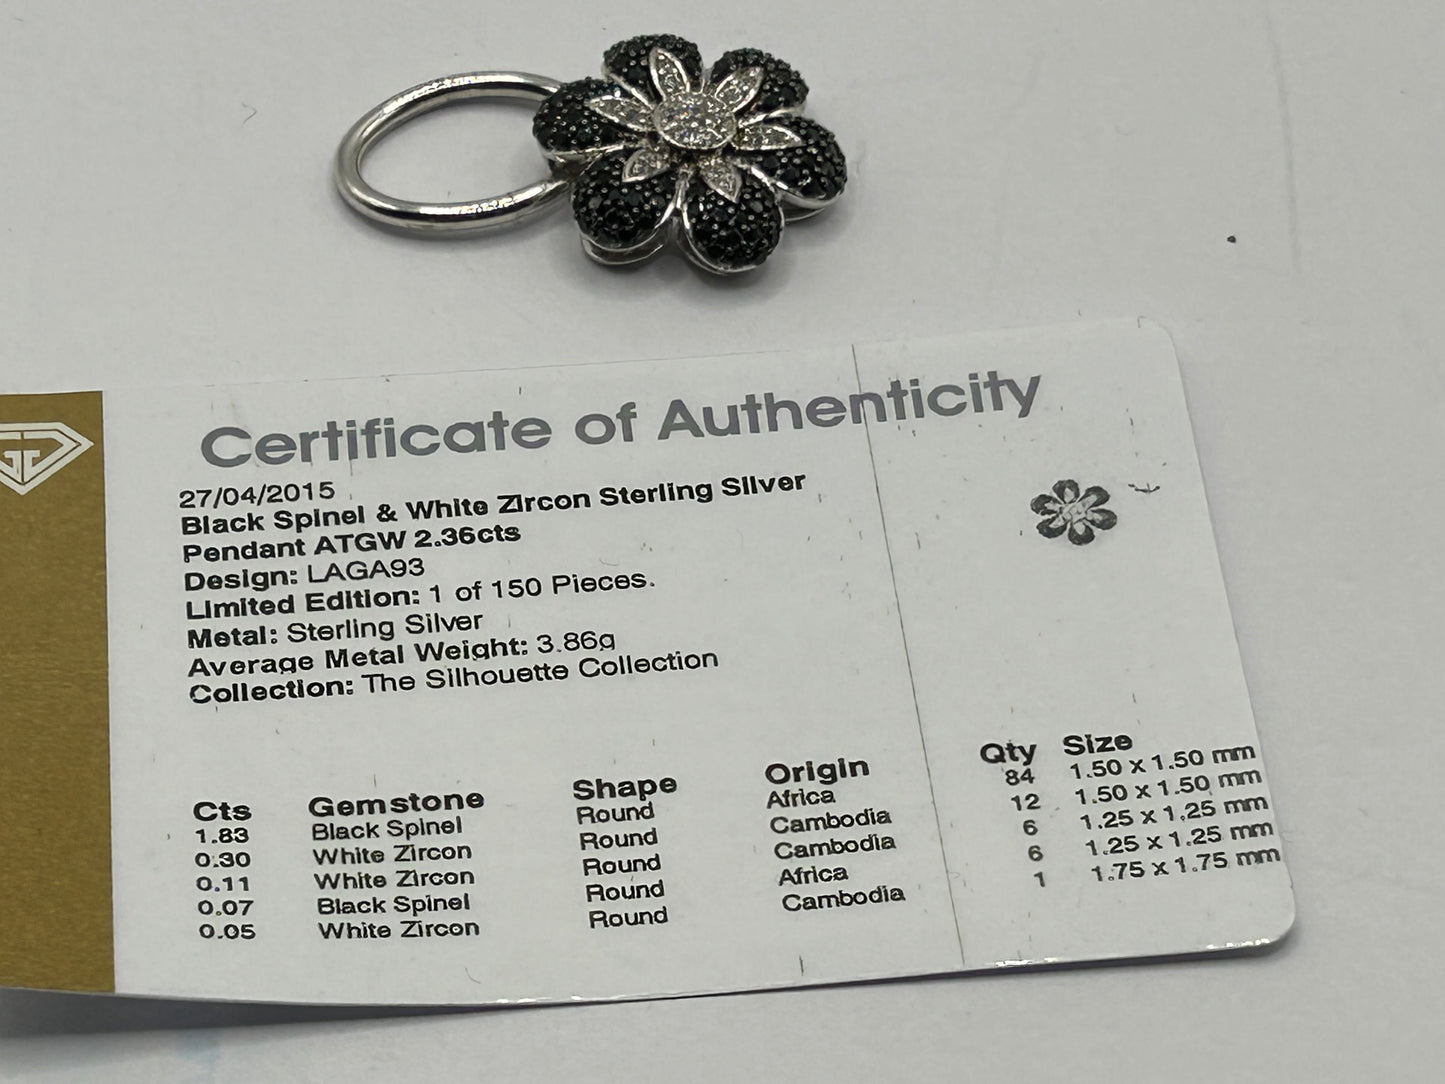 Certificate of Authenticity
27/04/2015
Black Spinel & White Zircon Sterling Silver
Pendant ATGW 2.36cts
Design: LAGA93
Limited Edition: 1 of 150 Pieces.
Metal: Sterling Silver
Average Metal Weight: 3.86g
Collection: The Silhouette Collection
Cts Gemstone Shape Origin Qty Size
1.83 Black Spinel Round Africa 84 1.50 x 1.50 mm
0.30 White Zircon Round Cambodia 12 1.50 x 1.50 mm
0.11 White Zircon Round Cambodia 6 1.25 x 1.25 mm
0.07 Black Spinel Round Africa 6 1.25 x 1.25 mm
0.05 White Zircon Round Cambodia 1 1.75 x 1.75 mm